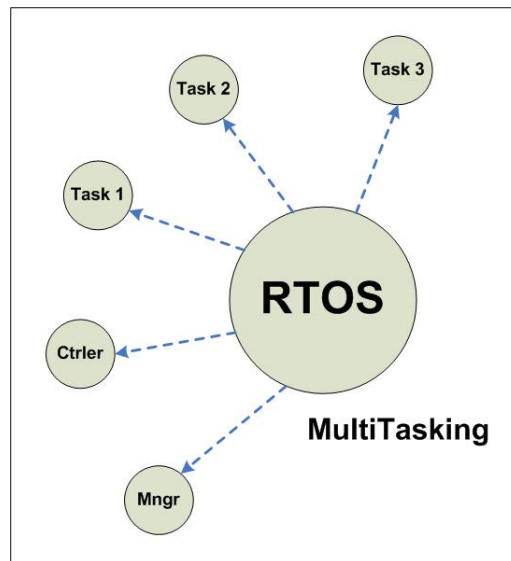 Task 3
Task 2
Task 1
RTOS
Ctrler
MultiTasking
Mngr